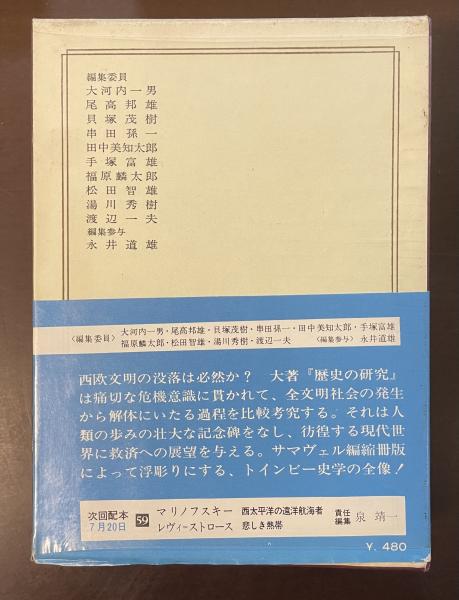 編集委員
大河内一男
尾高邦雄
貝塚茂樹
串田孫一
田中美知太郎
手塚富雄
福原麟太郎
松田智雄
湯川秀樹
渡辺一夫
編集参与
永井道雄
〈編集委員〉 大河内一男・尾高邦雄・貝塚茂樹・串田孫一・田中美知太郎・手塚富雄
福原麟太郎・松田智雄・湯川秀樹・渡辺一夫 〈編集参与〉 永井道雄
西欧文明の没落は必然か? 大著『歴史の研究』
は痛切な危機意識に貫かれて、全文明社会の発生
から解体にいたる過程を比較考究する。それは人
類の歩みの壮大な記念碑をなし、彷徨する現代世
界に救済への展望を与える。サマヴェル編縮冊版
によって浮彫りにする、トインビー史学の全像!
次回配本
7月20日
59
マリノフスキー 西太平洋の遠洋航海者
レヴィ=ストロース 悲しき熱帯
責任
編集 泉靖一
Y. 480